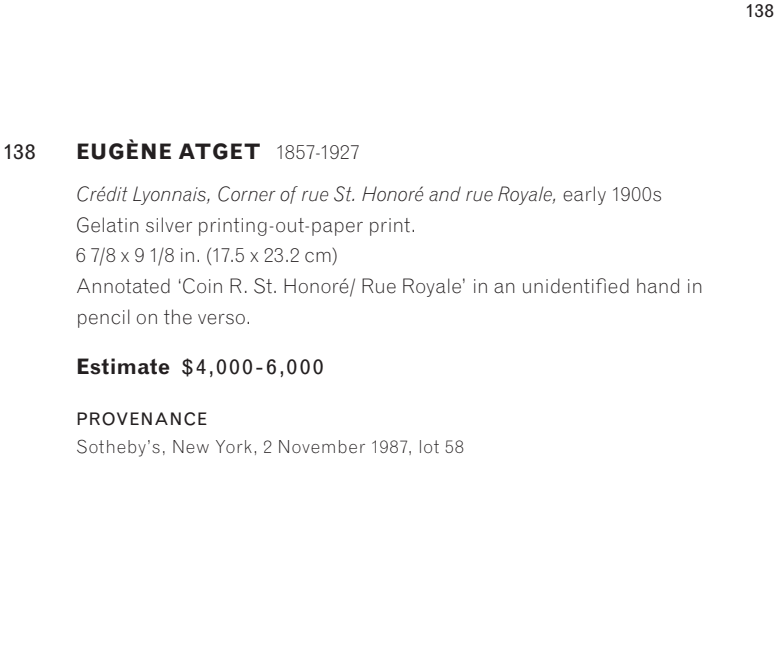 138
138 EUGÈNE ATGET 1857-1927
Crédit Lyonnais, Corner of rue St. Honoré and rue Royale, early 1900s
Gelatin silver printing-out-paper print.
6 7/8 x 9 1/8 in. (17.5 x 23.2 cm)
Annotated ‘Coin R. St. Honoré/ Rue Royale’ in an unidentified hand in
pencil on the verso.
Estimate $4,000-6,000
PROVENANCE
Sotheby’s, New York, 2 November 1987, lot 58